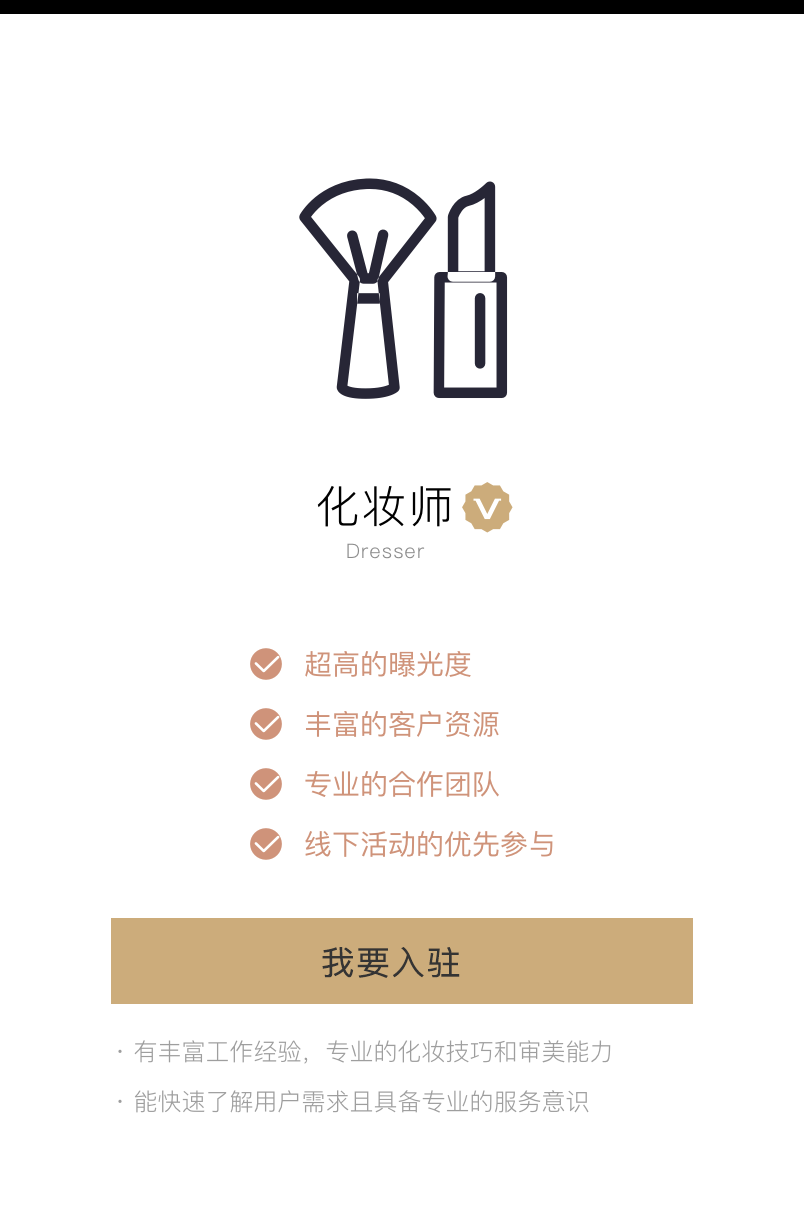 化妆师 V
Dresser
超高的曝光度
丰富的客户资源
专业的合作团队
线下活动的优先参与
我要入驻
· 有丰富工作经验，专业的化妆技巧和审美能力
· 能快速了解用户需求且具备专业的服务意识